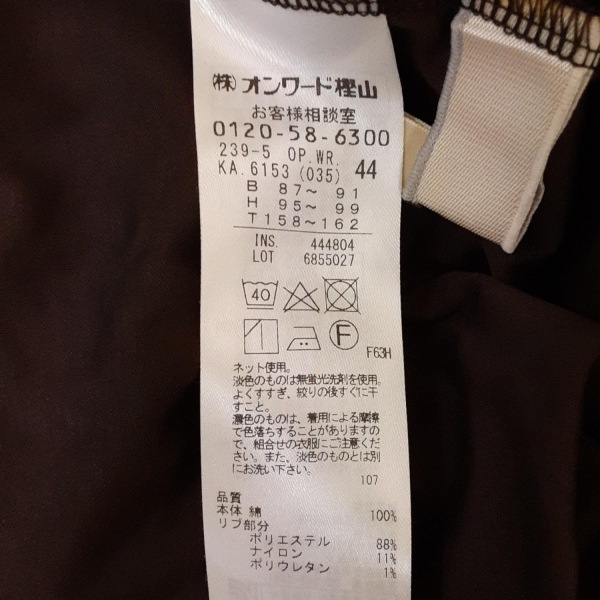 (株)オンワード樫山
お客様相談室
0120-58-6300
239-5 OP.WR.
KA.6153 (035) 44
B 87～ 91
H 95～ 99
T158～162
INS. 444804
LOT 6855027
40
F
F63H
ネット使用。
淡色のものは無蛍光洗剤を使用。
よくすすぎ、絞りの後すぐに干
すこと。
濃色のものは、着用による摩擦
で色落ちすることがありますの
で、組合せの衣服にご注意くだ
さい。また、淡色のものとは別
にお洗い下さい。
107
品質
本体 綿 100%
リブ部分
ポリエステル 88%
ナイロン 11%
ポリウレタン 1%